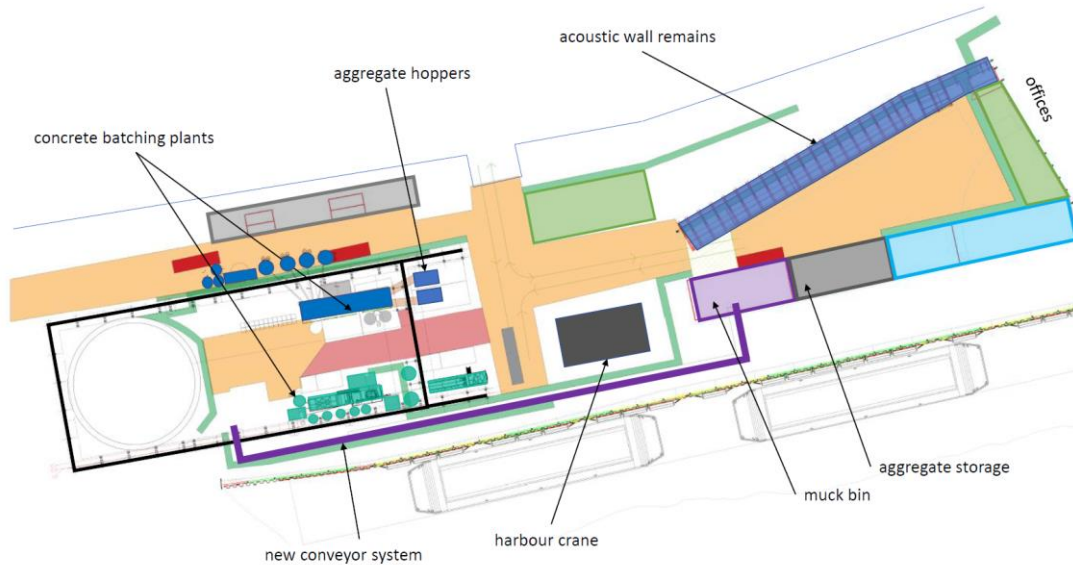 acoustic wall remains
aggregate hoppers
offices
concrete batching plants
aggregate storage
muck bin
harbour crane
new conveyor system